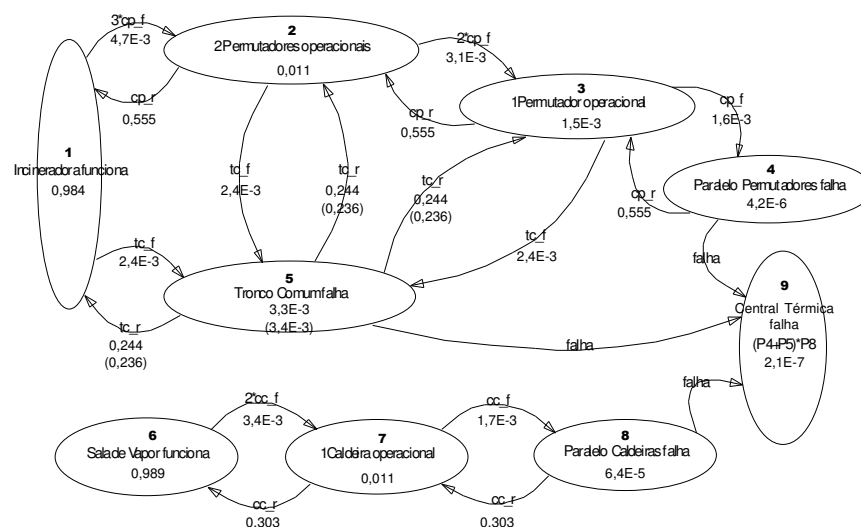 3*cp_f
4,7E-3
2
2Permutadores operacionais
0,011
2*cp_f
3,1E-3
cp_r
0,555
cp_r
0,555
3
1Permutador operacional
1,5E-3
cp_f
1,6E-3
1
Incineradora funciona
0,984
tc_f
2,4E-3
tc_r
0,244
(0,236)
tc_r
0,244
(0,236)
cp_r
0,555
4
Paralelo Permutadores falha
4,2E-6
tc_f
2,4E-3
tc_f
2,4E-3
falha
5
Tronco Comum falha
3,3E-3
(3,4E-3)
tc_r
0,244
(0,236)
falha
9
Central Térmica
falha
(P4+P5)*P8
2,1E-7
falha
2*cc_f
3,4E-3
cc_f
1,7E-3
6
Sala de Vapor funciona
0,989
7
1Caldeira operacional
0,011
8
Paralelo Caldeiras falha
6,4E-5
cc_r
0,303
cc_r
0,303